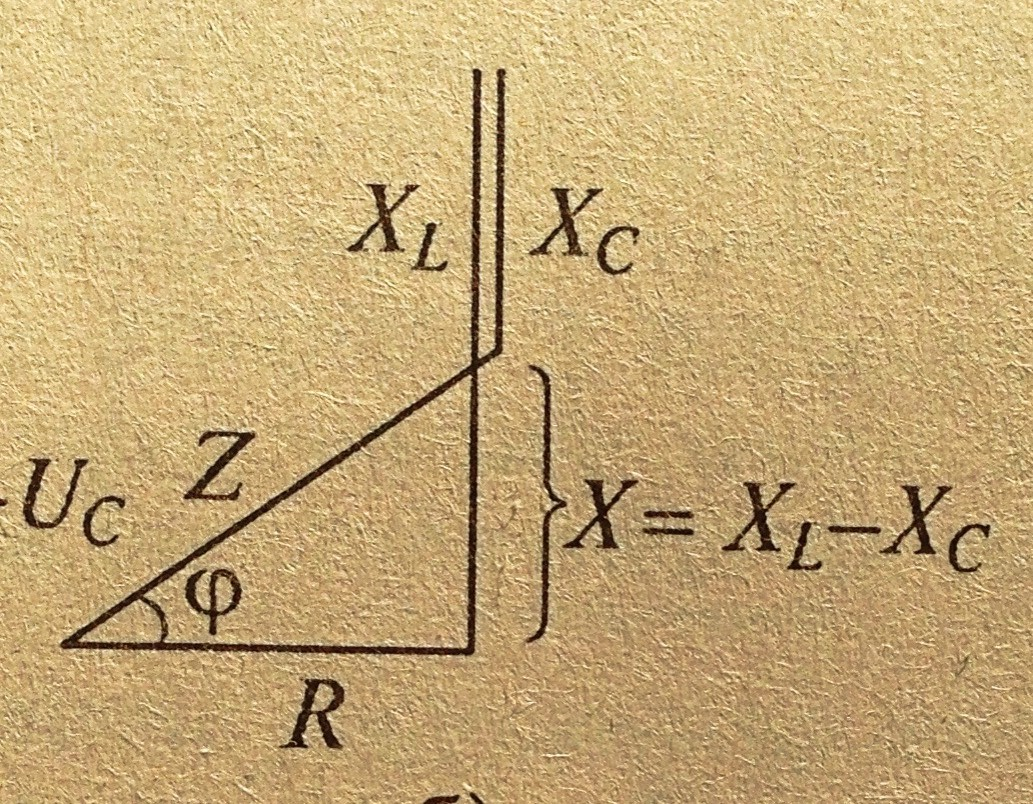 X_L X_C
Z
U_C
X = X_L – X_C
φ
R
б)